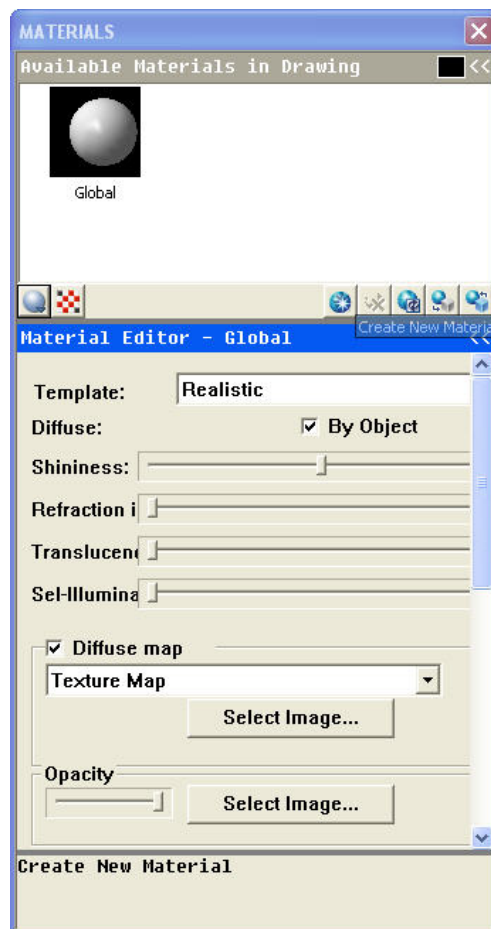 MATERIALS
Available Materials in Drawing <<
Global
Create New Materia
Material Editor - Global <<
Template: Realistic
Diffuse: By Object
Shininess:
Refraction i
Translucen
Sel-Illumina
Diffuse map
Texture Map
Select Image...
Opacity
Select Image...
Create New Material